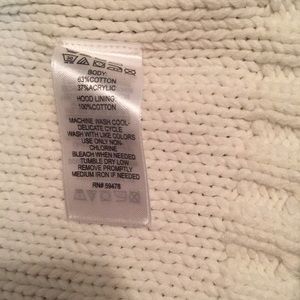 BODY:
63%COTTON
37%ACRYLIC
HOOD LINING:
100%COTTON
MACHINE WASH COOL-
DELICATE CYCLE
WASH WITH LIKE COLORS
USE ONLY NON-
CHLORINE
BLEACH WHEN NEEDED
TUMBLE DRY LOW
REMOVE PROMPTLY
MEDIUM IRON IF NEEDED
RN# 59478